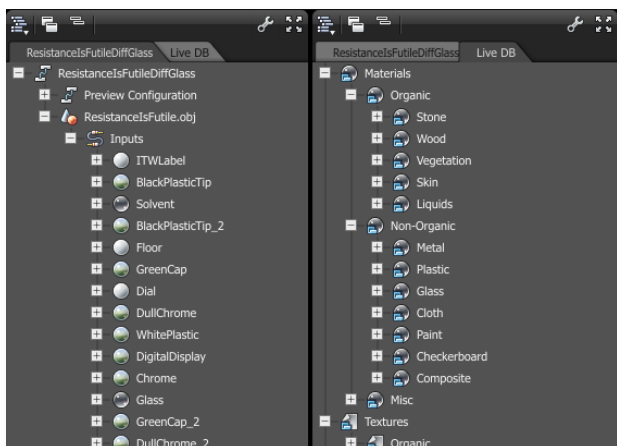 ResistanceIsFutileDiffGlass Live DB
ResistanceIsFutileDiffGlass
Preview Configuration
ResistanceIsFutile.obj
Inputs
ITWLabel
BlackPlasticTip
Solvent
BlackPlasticTip_2
Floor
GreenCap
Dial
DullChrome
WhitePlastic
DigitalDisplay
Chrome
Glass
GreenCap_2
DullChrome_2
ResistanceIsFutileDiffGlass Live DB
Materials
Organic
Stone
Wood
Vegetation
Skin
Liquids
Non-Organic
Metal
Plastic
Glass
Cloth
Paint
Checkerboard
Composite
Misc
Textures
Organic